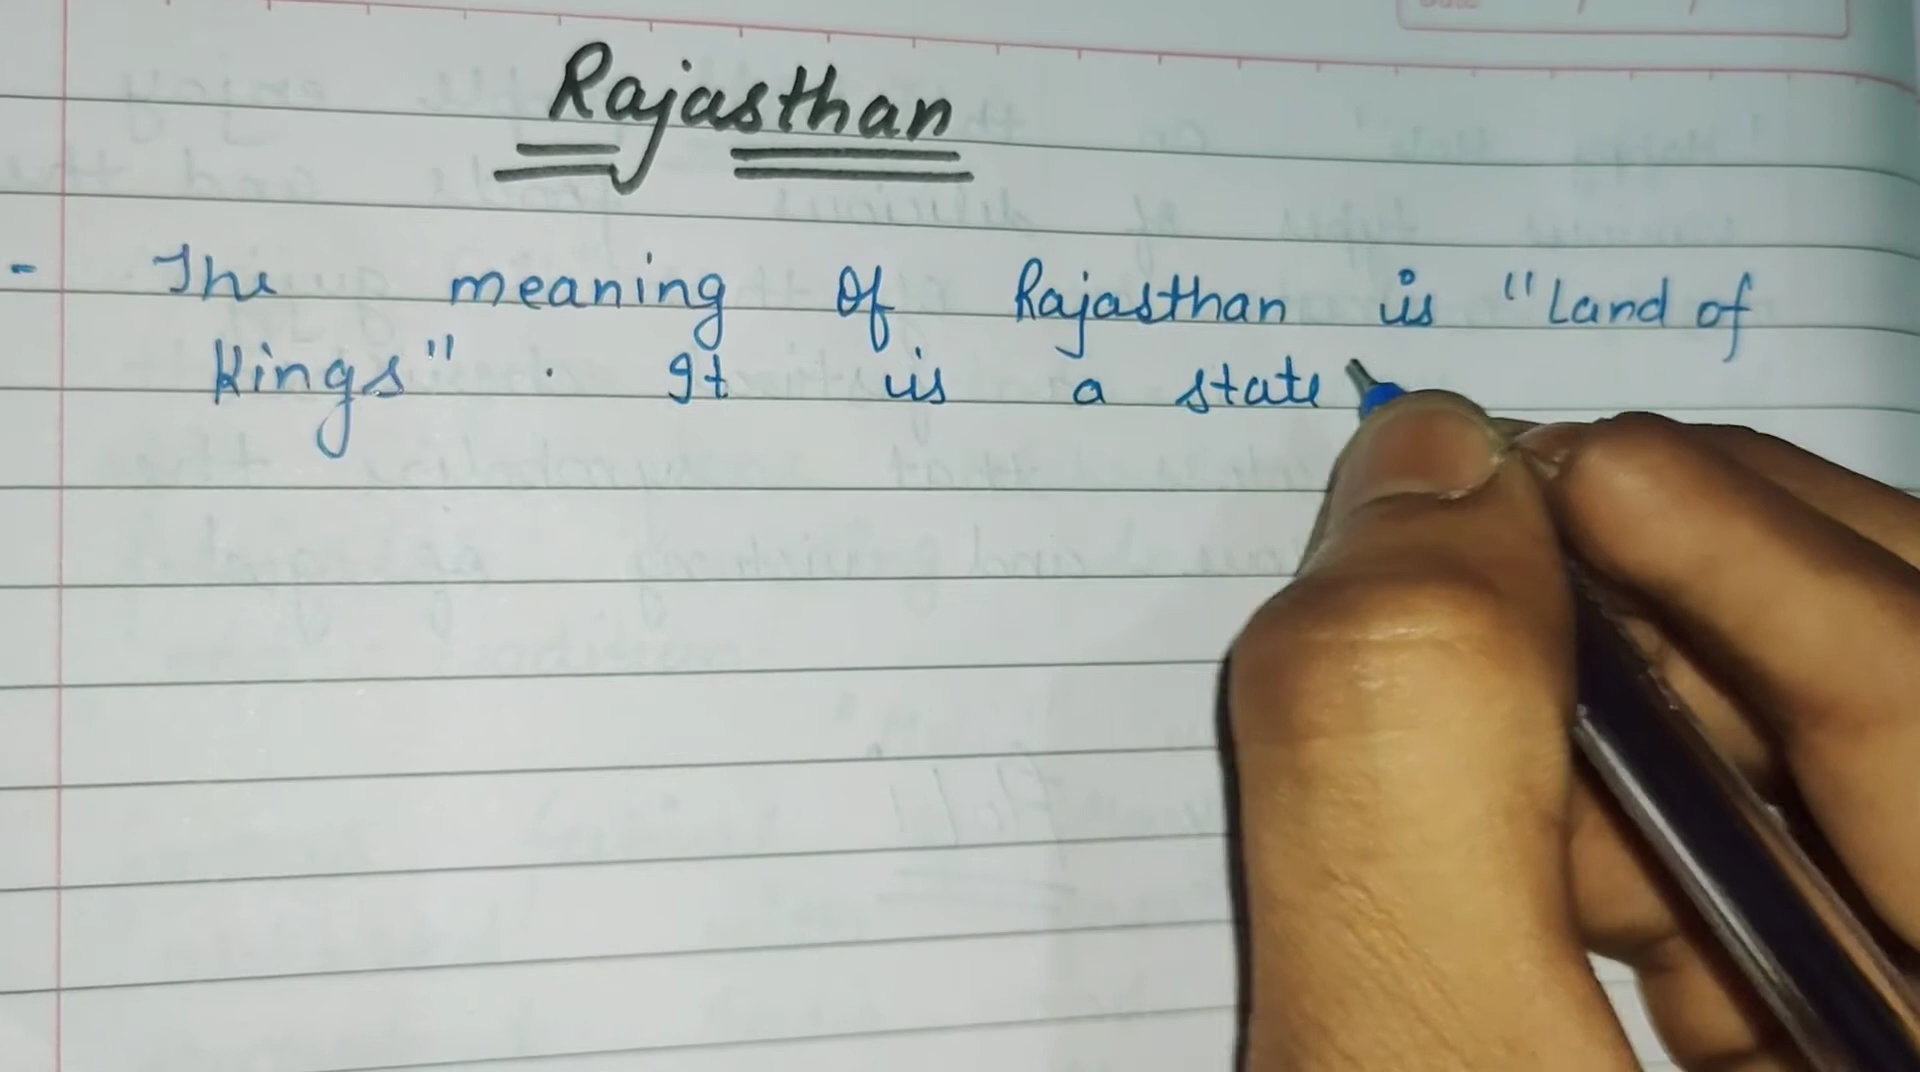 Rajasthan
- The meaning of Rajasthan is "Land of
Kings". It is a state